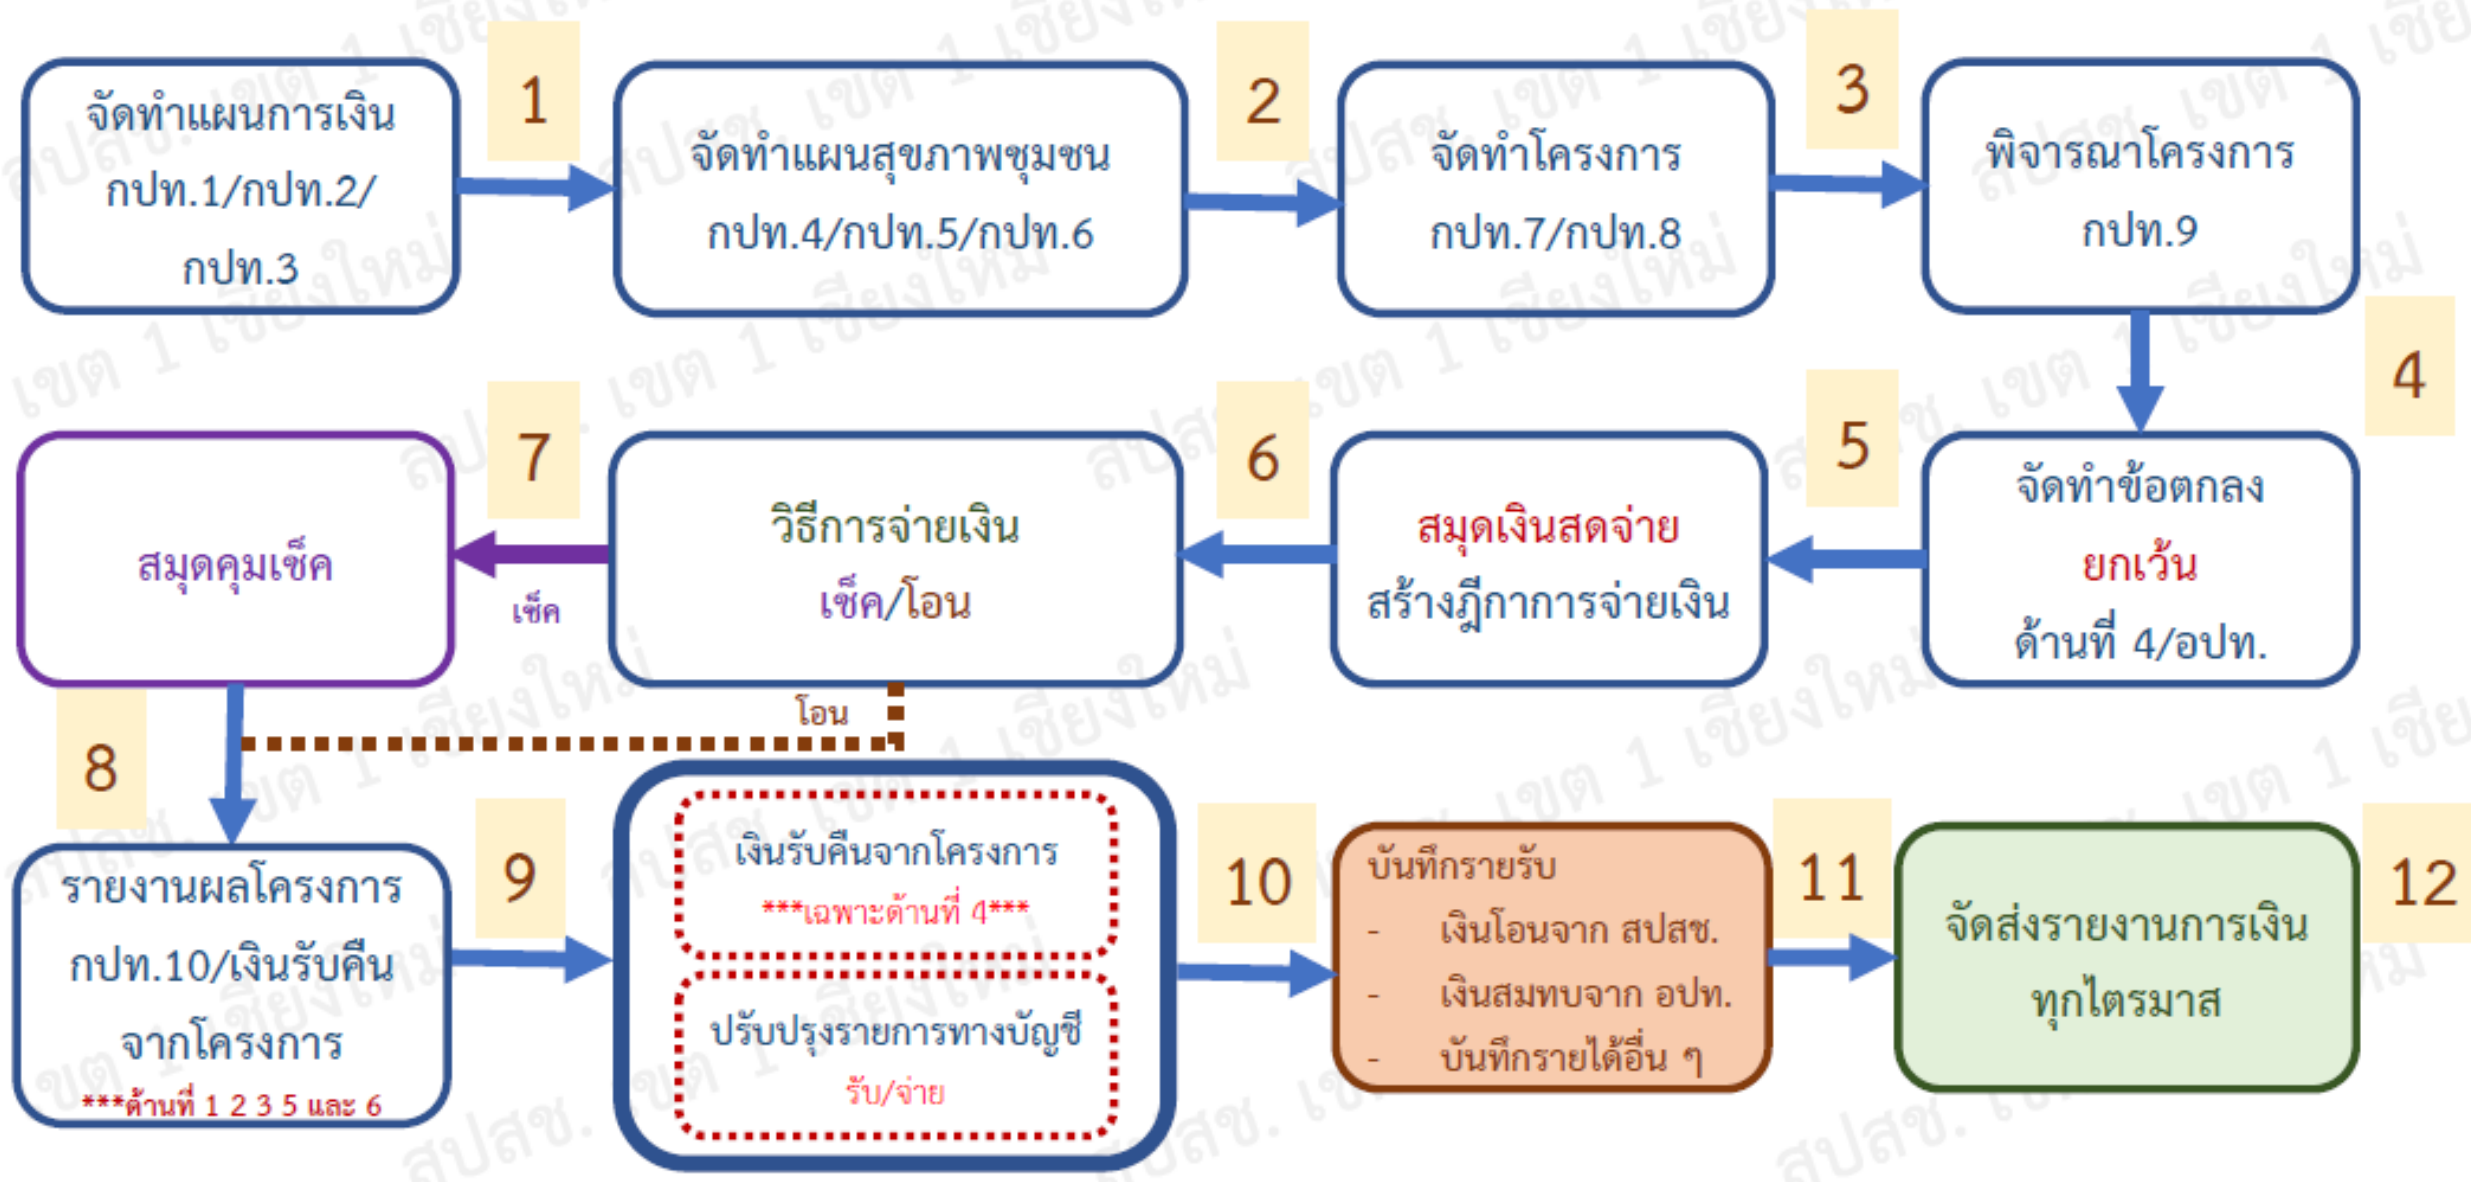 จัดทำแผนการเงิน
กปท.1/กปท.2/
กปท.3
1
จัดทำแผนสุขภาพชุมชน
กปท.4/กปท.5/กปท.6
2
จัดทำโครงการ
กปท.7/กปท.8
3
พิจารณาโครงการ
กปท.9
4
จัดทำข้อตกลง
ยกเว้น
ด้านที่ 4/อปท.
5
สมุดเงินสดจ่าย
สร้างฎีกาการจ่ายเงิน
6
วิธีการจ่ายเงิน
เช็ค/โอน
7
เช็ค
สมุดคุมเช็ค
โอน
8
รายงานผลโครงการ
กปท.10/เงินรับคืน
จากโครงการ
***ด้านที่ 1 2 3 5 และ 6
9
เงินรับคืนจากโครงการ
***เฉพาะด้านที่ 4***
ปรับปรุงรายการทางบัญชี
รับ/จ่าย
10
บันทึกรายรับ
- เงินโอนจาก สปสช.
- เงินสมทบจาก อปท.
- บันทึกรายได้อื่น ๆ
11
จัดส่งรายงานการเงิน
ทุกไตรมาส
12
สปสช. เขต 1 เชียงใหม่